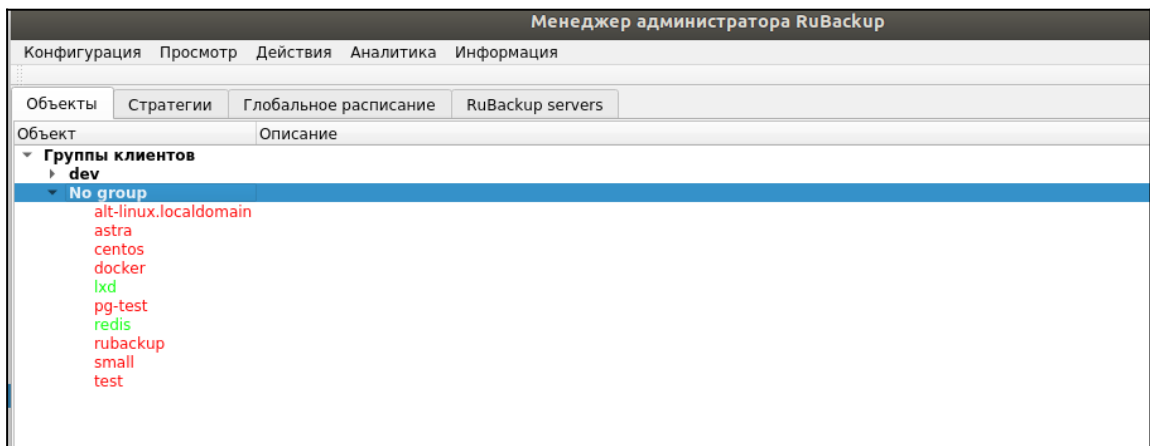 Менеджер администратора RuBackup
Конфигурация Просмотр Действия Аналитика Информация
Объекты Стратегии Глобальное расписание RuBackup servers
Объект Описание
Группы клиентов
dev
No group
alt-linux.localdomain
astra
centos
docker
lxd
pg-test
redis
rubackup
small
test